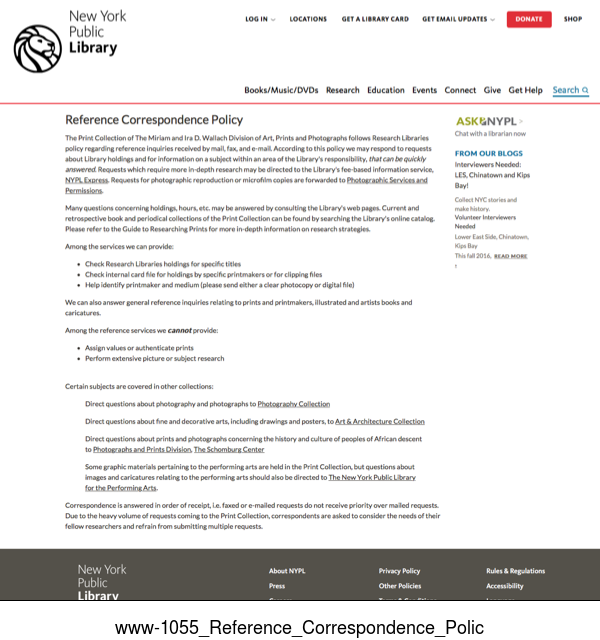 New York
Public
Library
LOG IN
LOCATIONS
GET A LIBRARY CARD
GET EMAIL UPDATES
DONATE
SHOP
Books/Music/DVDs Research Education Events Connect Give Get Help Search
Reference Correspondence Policy
The Print Collection of The Miriam and Ira D. Wallach Division of Art, Prints and Photographs follows Research Libraries
policy regarding reference inquiries received by mail, fax, and e-mail. According to this policy we may respond to requests
about Library holdings and for information on a subject within an area of the Library's responsibility, that can be quickly
answered. Requests which require more in-depth research may be directed to the Library's fee-based information service,
NYPL Express. Requests for photographic reproduction or microfilm copies are forwarded to Photographic Services and
Permissions.
Many questions concerning holdings, hours, etc. may be answered by consulting the Library's web pages. Current and
retrospective book and periodical collections of the Print Collection can be found by searching the Library's online catalog.
Please refer to the Guide to Researching Prints for more in-depth information on research strategies.
Among the services we can provide:
• Check Research Libraries holdings for specific titles
• Check internal card file for holdings by specific printmakers or for clipping files
• Help identify printmaker and medium (please send either a clear photocopy or digital file)
We can also answer general reference inquiries relating to prints and printmakers, illustrated and artists books and
caricatures.
Among the reference services we cannot provide:
• Assign values or authenticate prints
• Perform extensive picture or subject research
Certain subjects are covered in other collections:
Direct questions about photography and photographs to Photography Collection
Direct questions about fine and decorative arts, including drawings and posters, to Art & Architecture Collection
Direct questions about prints and photographs concerning the history and culture of peoples of African descent
to Photographs and Prints Division, The Schomburg Center
Some graphic materials pertaining to the performing arts are held in the Print Collection, but questions about
images and caricatures relating to the performing arts should also be directed to The New York Public Library
for the Performing Arts.
Correspondence is answered in order of receipt, i.e. faxed or e-mailed requests do not receive priority over mailed requests.
Due to the heavy volume of requests coming to the Print Collection, correspondents are asked to consider the needs of their
fellow researchers and refrain from submitting multiple requests.
ASK NYPL
Chat with a librarian now
FROM OUR BLOGS
Interviewers Needed:
LES, Chinatown and Kips
Bay!
Collect NYC stories and
make history.
Volunteer Interviewers
Needed
Lower East Side, Chinatown,
Kips Bay
This fall 2016, READ MORE
New York
Public
Library
About NYPL
Press
Privacy Policy
Other Policies
Rules & Regulations
Accessibility
www-1055_Reference_Correspondence_Polic